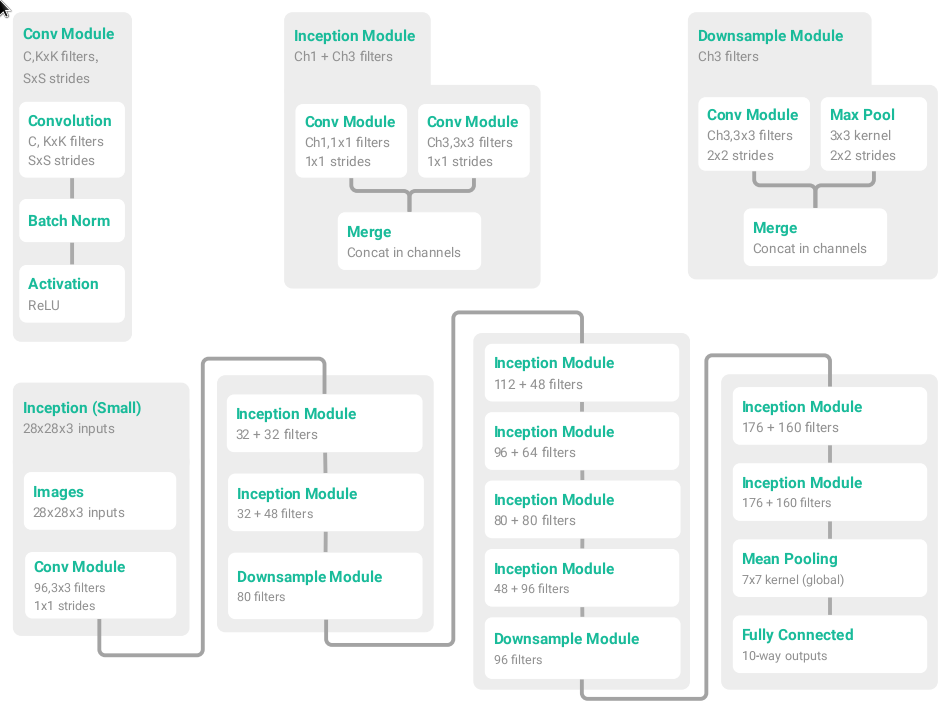 Conv Module
C,KxK filters,
SxS strides
Convolution
C, KxK filters
SxS strides
Batch Norm
Activation
ReLU
Inception Module
Ch1 + Ch3 filters
Conv Module
Ch1,1x1 filters
1x1 strides
Conv Module
Ch3,3x3 filters
1x1 strides
Merge
Concat in channels
Downsample Module
Ch3 filters
Conv Module
Ch3,3x3 filters
2x2 strides
Max Pool
3x3 kernel
2x2 strides
Merge
Concat in channels
Inception (Small)
28x28x3 inputs
Images
28x28x3 inputs
Conv Module
96,3x3 filters
1x1 strides
Inception Module
32 + 32 filters
Inception Module
32 + 48 filters
Downsample Module
80 filters
Inception Module
112 + 48 filters
Inception Module
96 + 64 filters
Inception Module
80 + 80 filters
Inception Module
48 + 96 filters
Downsample Module
96 filters
Inception Module
176 + 160 filters
Inception Module
176 + 160 filters
Mean Pooling
7x7 kernel (global)
Fully Connected
10-way outputs